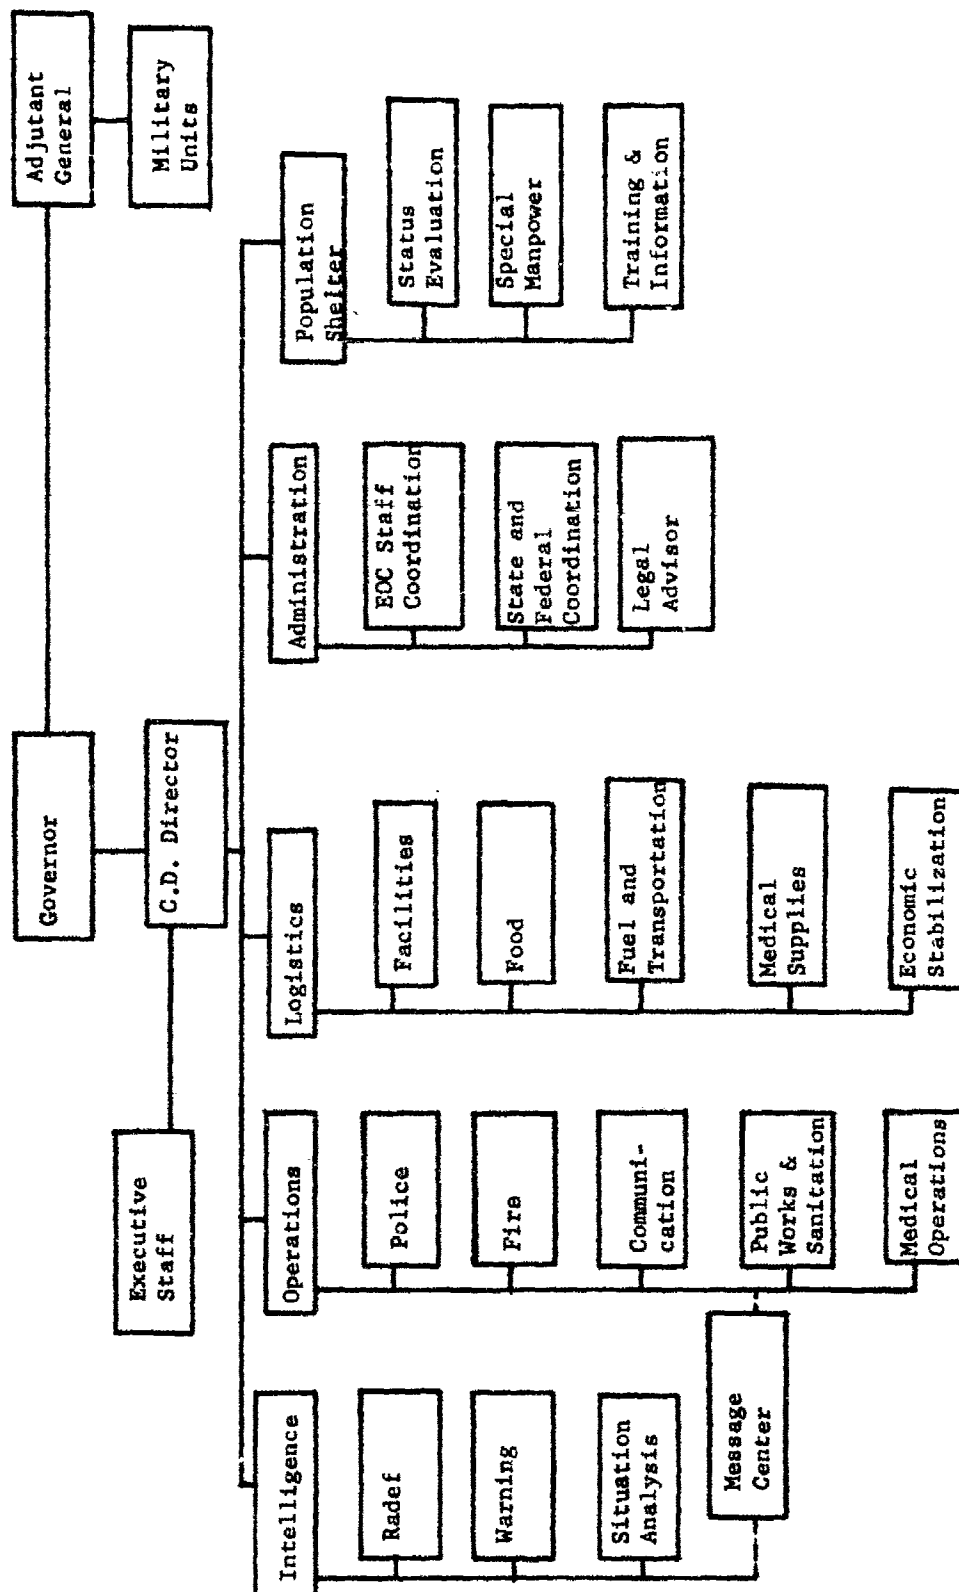 Governor
Adjutant
General
Military
Units
C.D. Director
Executive
Staff
Intelligence
Radef
Warning
Situation
Analysis
Message
Center
Operations
Police
Fire
Communi-
cation
Public
Works &
Sanitation
Medical
Operations
Logistics
Facilities
Food
Fuel and
Transportation
Medical
Supplies
Economic
Stabilization
Administration
EOC Staff
Coordination
State and
Federal
Coordination
Legal
Advisor
Population
Shelter
Status
Evaluation
Special
Manpower
Training &
Information